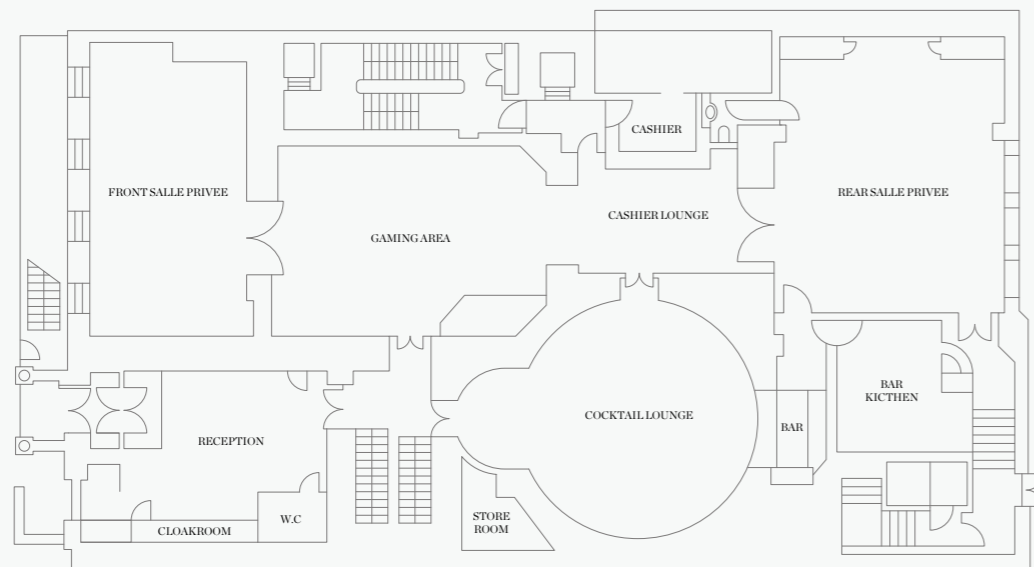 CASHIER
FRONT SALLE PRIVEE
REAR SALLE PRIVEE
CASHIER LOUNGE
GAMING AREA
BAR
KICTHEN
COCKTAIL LOUNGE
BAR
RECEPTION
STORE
ROOM
W.C
CLOAKROOM